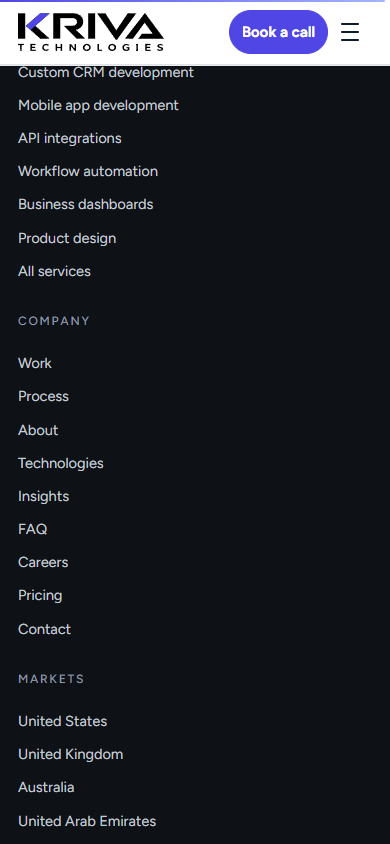 KRIVA
TECHNOLOGIES
Book a call
Custom CRM development
Mobile app development
API integrations
Workflow automation
Business dashboards
Product design
All services
COMPANY
Work
Process
About
Technologies
Insights
FAQ
Careers
Pricing
Contact
MARKETS
United States
United Kingdom
Australia
United Arab Emirates